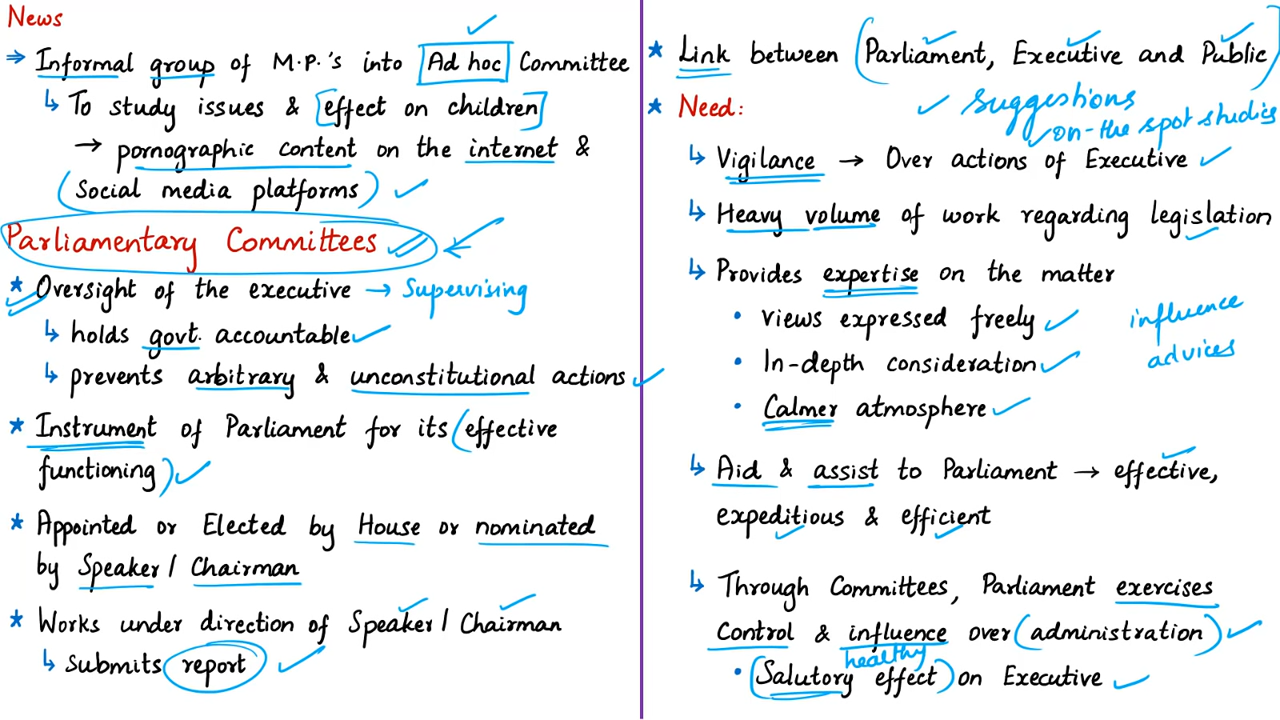 News
⇒ Informal group of M.P.'s into Ad hoc Committee
↳ To study issues & [effect on children]
→ pornographic content on the internet &
(Social media platforms) ✓
Parliamentary Committees
* Oversight of the executive → Supervising
↳ holds govt. accountable ✓
↳ prevents arbitrary & unconstitutional actions ✓
* Instrument of Parliament for its (effective
functioning) ✓
* Appointed or Elected by House or nominated
by Speaker / Chairman
* Works under direction of Speaker / Chairman
↳ Submits report ✓
* Link between (Parliament, Executive and Public)
✓ suggestions
* Need:
✓ on-the spot studies
↳ Vigilance → Over actions of Executive ✓
↳ Heavy volume of work regarding legislation
↳ Provides expertise on the matter
• Views expressed freely ✓
influence
advices
• In-depth consideration ✓
• Calmer atmosphere ✓
↳ Aid & assist to Parliament → effective,
expeditious & efficient
↳ Through Committees, Parliament exercises
Control & influence over (administration) ✓
healthy
• (Salutory effect) on Executive ✓